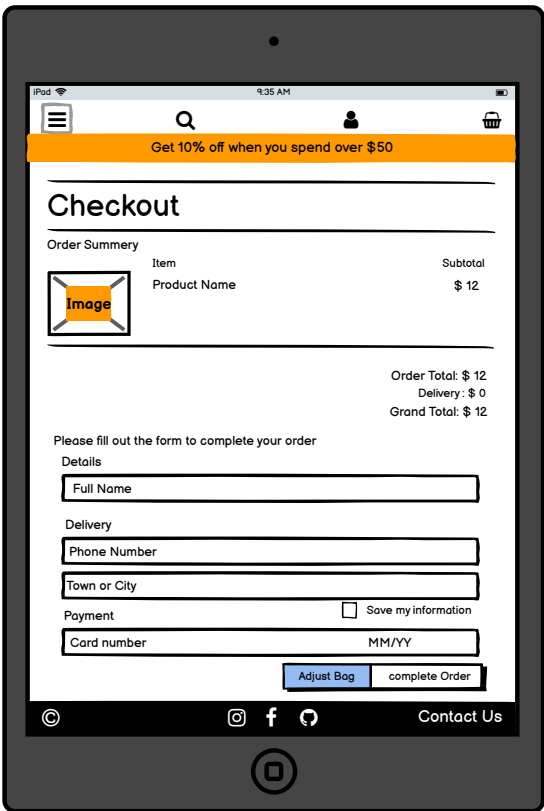 iPad 9:35 AM
Get 10% off when you spend over $50
Checkout
Order Summery
Item Subtotal
Image Product Name $ 12
Order Total: $ 12
Delivery : $ 0
Grand Total: $ 12
Please fill out the form to complete your order
Details
Full Name
Delivery
Phone Number
Town or City
Payment Save my information
Card number MM/YY
Adjust Bag complete Order
© Contact Us